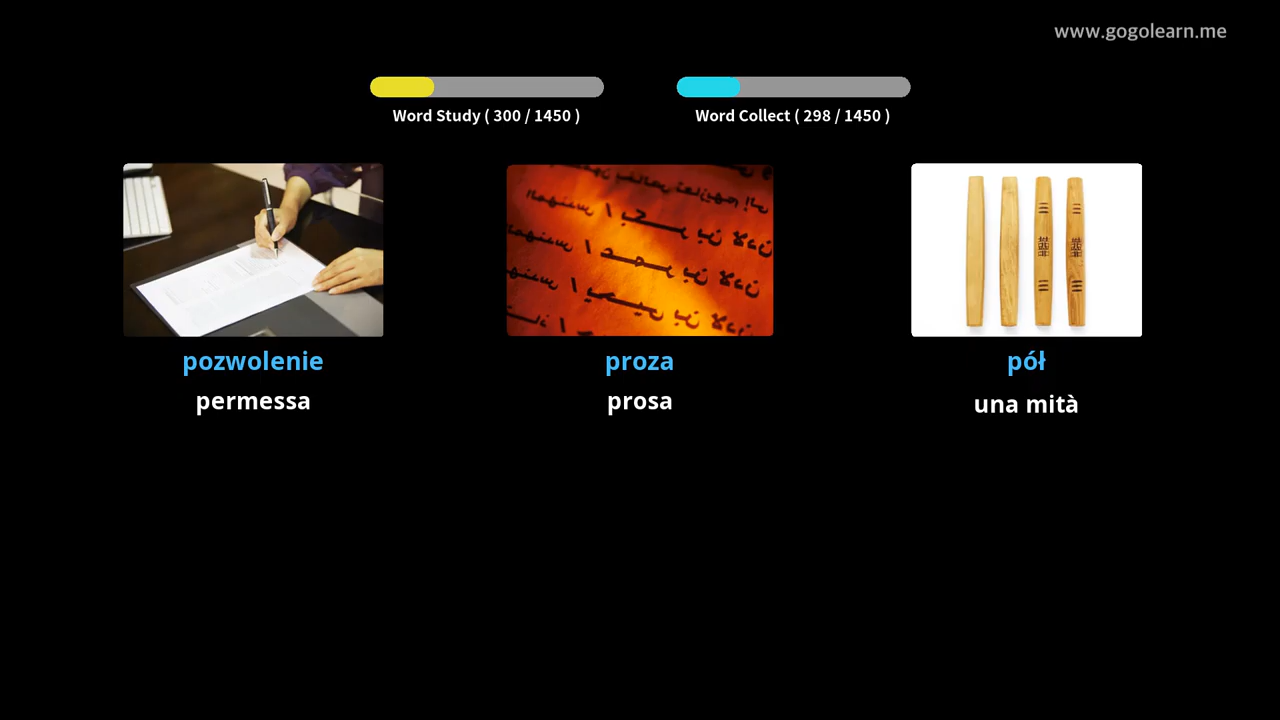 www.gogolearn.me
Word Study ( 300 / 1450 )
Word Collect ( 298 / 1450 )
pozwolenie
permessa
proza
prosa
pół
una mità